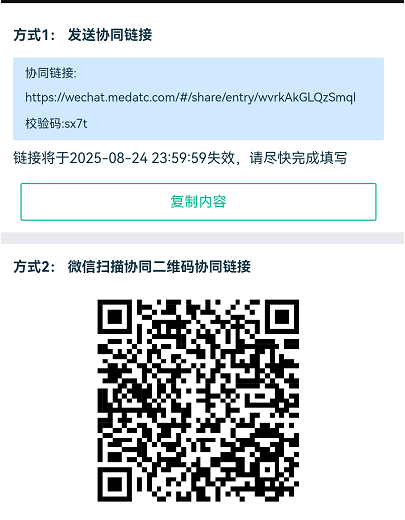 方式1： 发送协同链接
协同链接:
https://wechat.medatc.com/#/share/entry/wvrkAkGLQzSmql
校验码:sx7t
链接将于2025-08-24 23:59:59失效，请尽快完成填写
复制内容
方式2： 微信扫描协同二维码协同链接